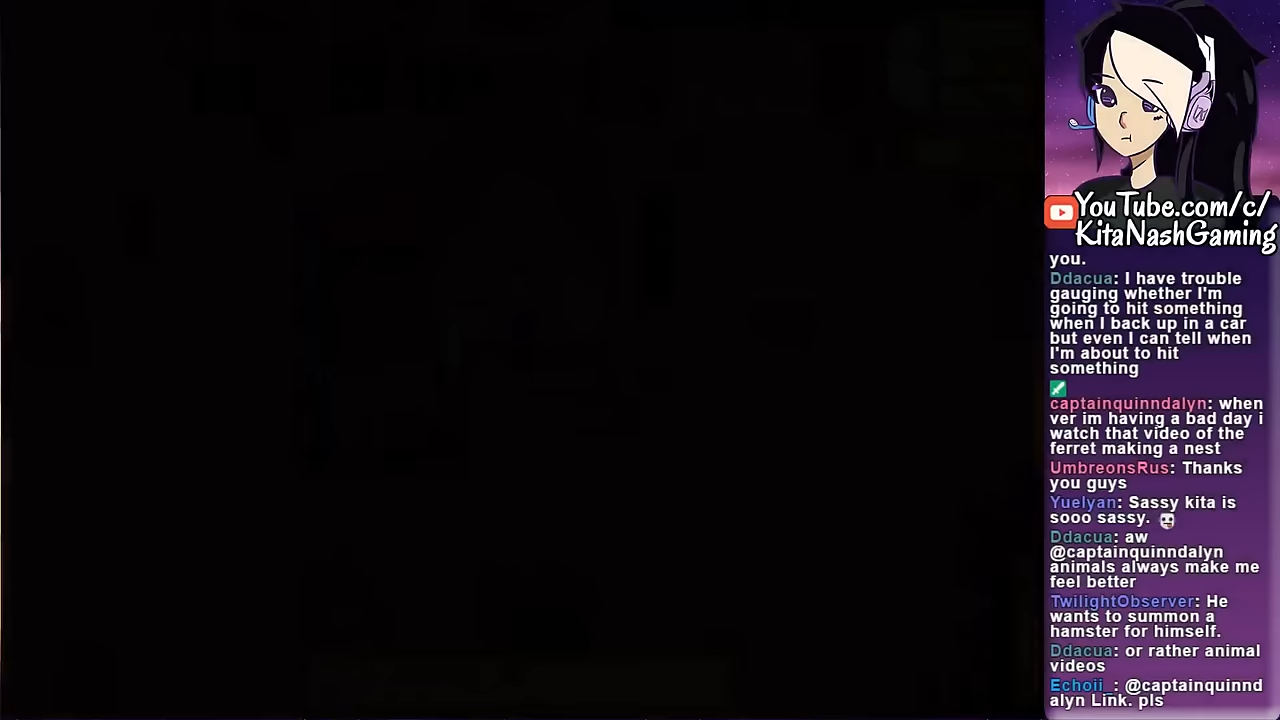 YouTube.com/c/
KitaNashGaming
you.
Ddacua: I have trouble
gauging whether I'm
going to hit something
when I back up in a car
but even I can tell when
I'm about to hit
something
captainquinndalyn: when
ver im having a bad day i
watch that video of the
ferret making a nest
UmbreonsRus: Thanks
you guys
Yuelyan: Sassy kita is
sooo sassy.
Ddacua: aw
@captainquinndalyn
animals always make me
feel better
TwilightObserver: He
wants to summon a
hamster for himself.
Ddacua: or rather animal
videos
Echoii_: @captainquinnd
alyn Link. pls